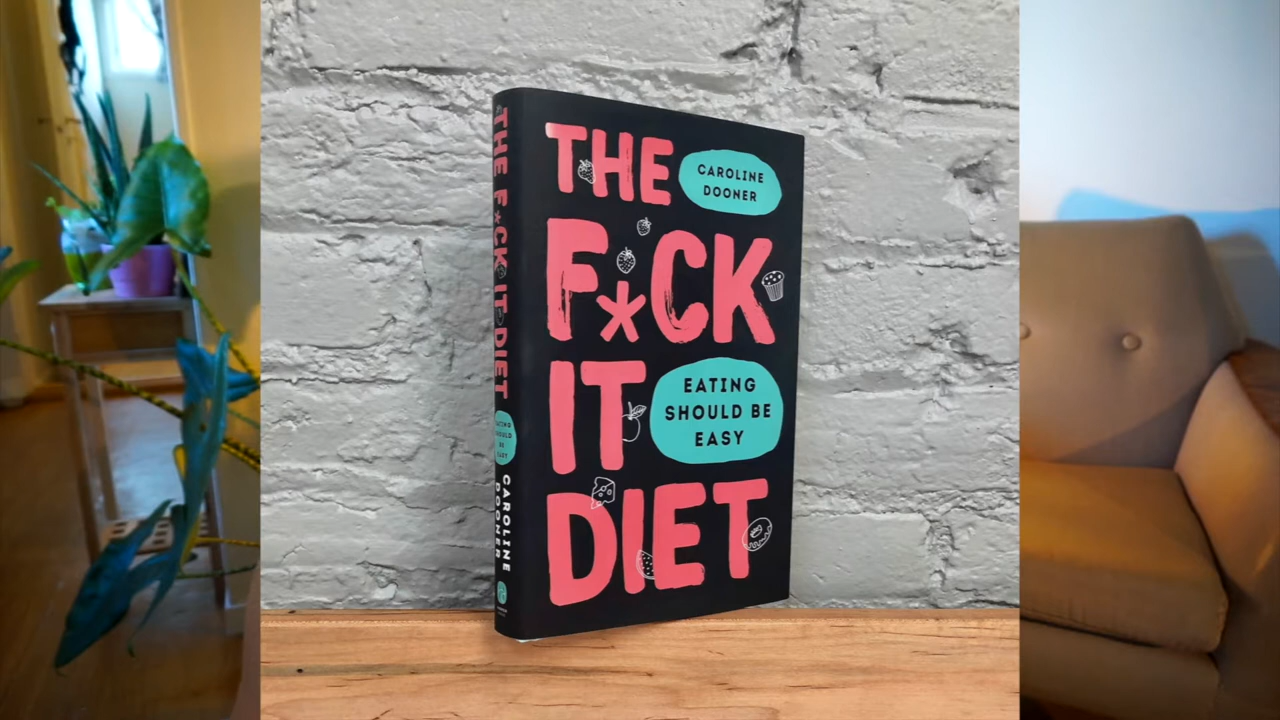 THE
CAROLINE
DOONER
F*CK
IT
EATING
SHOULD BE
EASY
DIET
THE F*CK IT DIET
EATING
SHOULD
BE
EASY
CAROLINE
DOONER